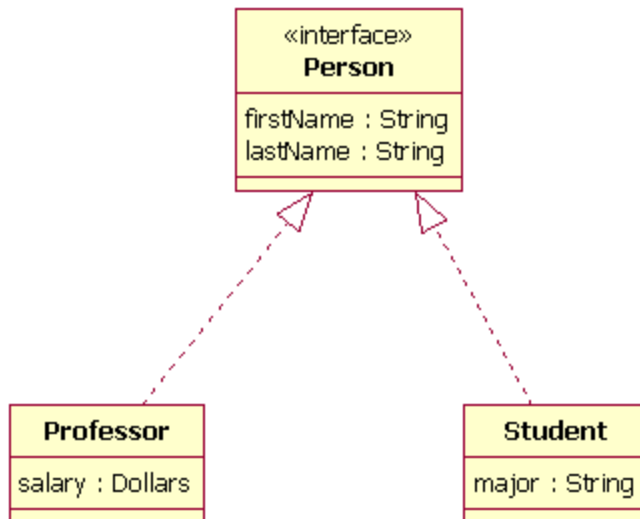 «interface»
Person
firstName : String
lastName : String
Professor
salary : Dollars
Student
major : String